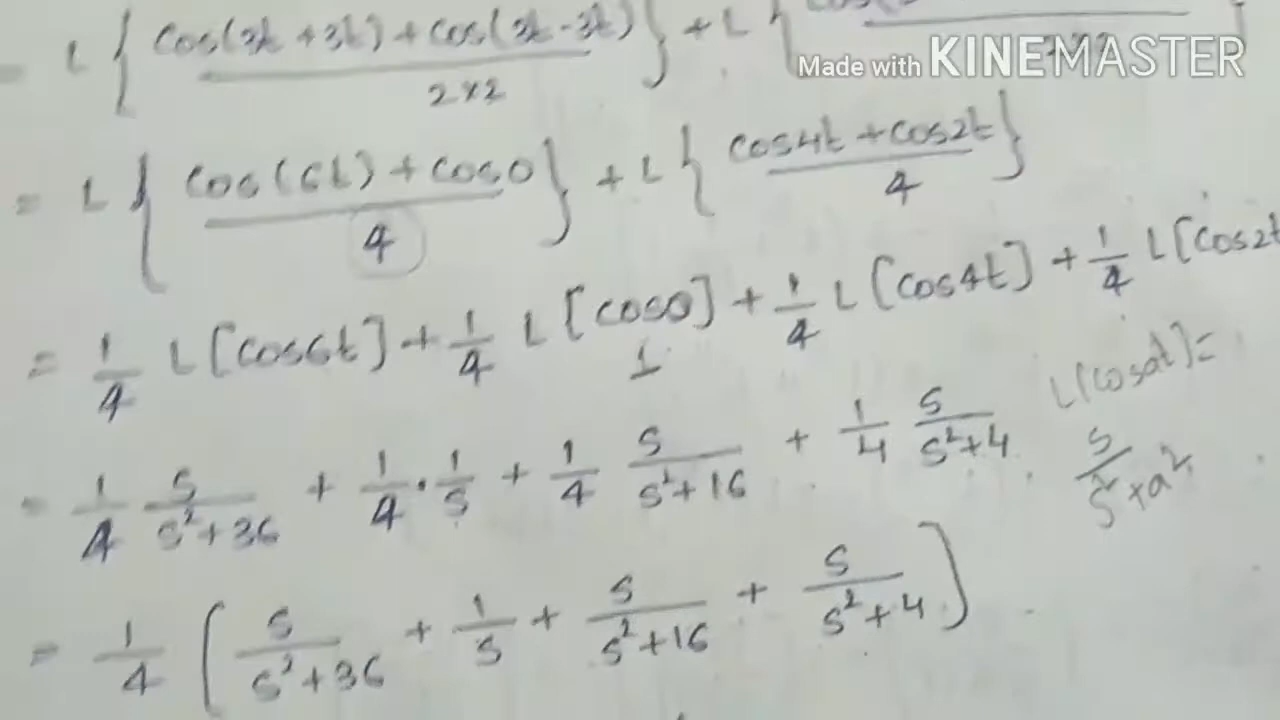 = L { cos(3t + 3t) + cos(3t - 3t) / 2×2 } + L {
Made with KINEMASTER
= L { cos(6t) + cos0 / 4 } + L { cos4t + cos2t / 4 }
= 1/4 L [cos6t] + 1/4 L [cos0] + 1/4 L [cos4t] + 1/4 L [cos2t
1
L[cosat] =
s / s² + a²
= 1/4 s/s²+36 + 1/4 · 1/s + 1/4 s/s²+16 + 1/4 s/s²+4
= 1/4 ( s/s²+36 + 1/s + s/s²+16 + s/s²+4 )